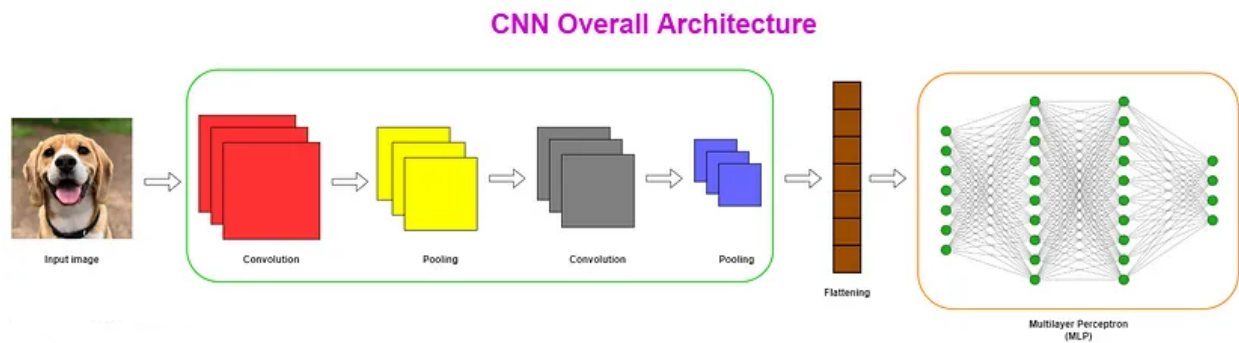 CNN Overall Architecture
Input image
Convolution
Pooling
Convolution
Pooling
Flattening
Multilayer Perceptron
(MLP)